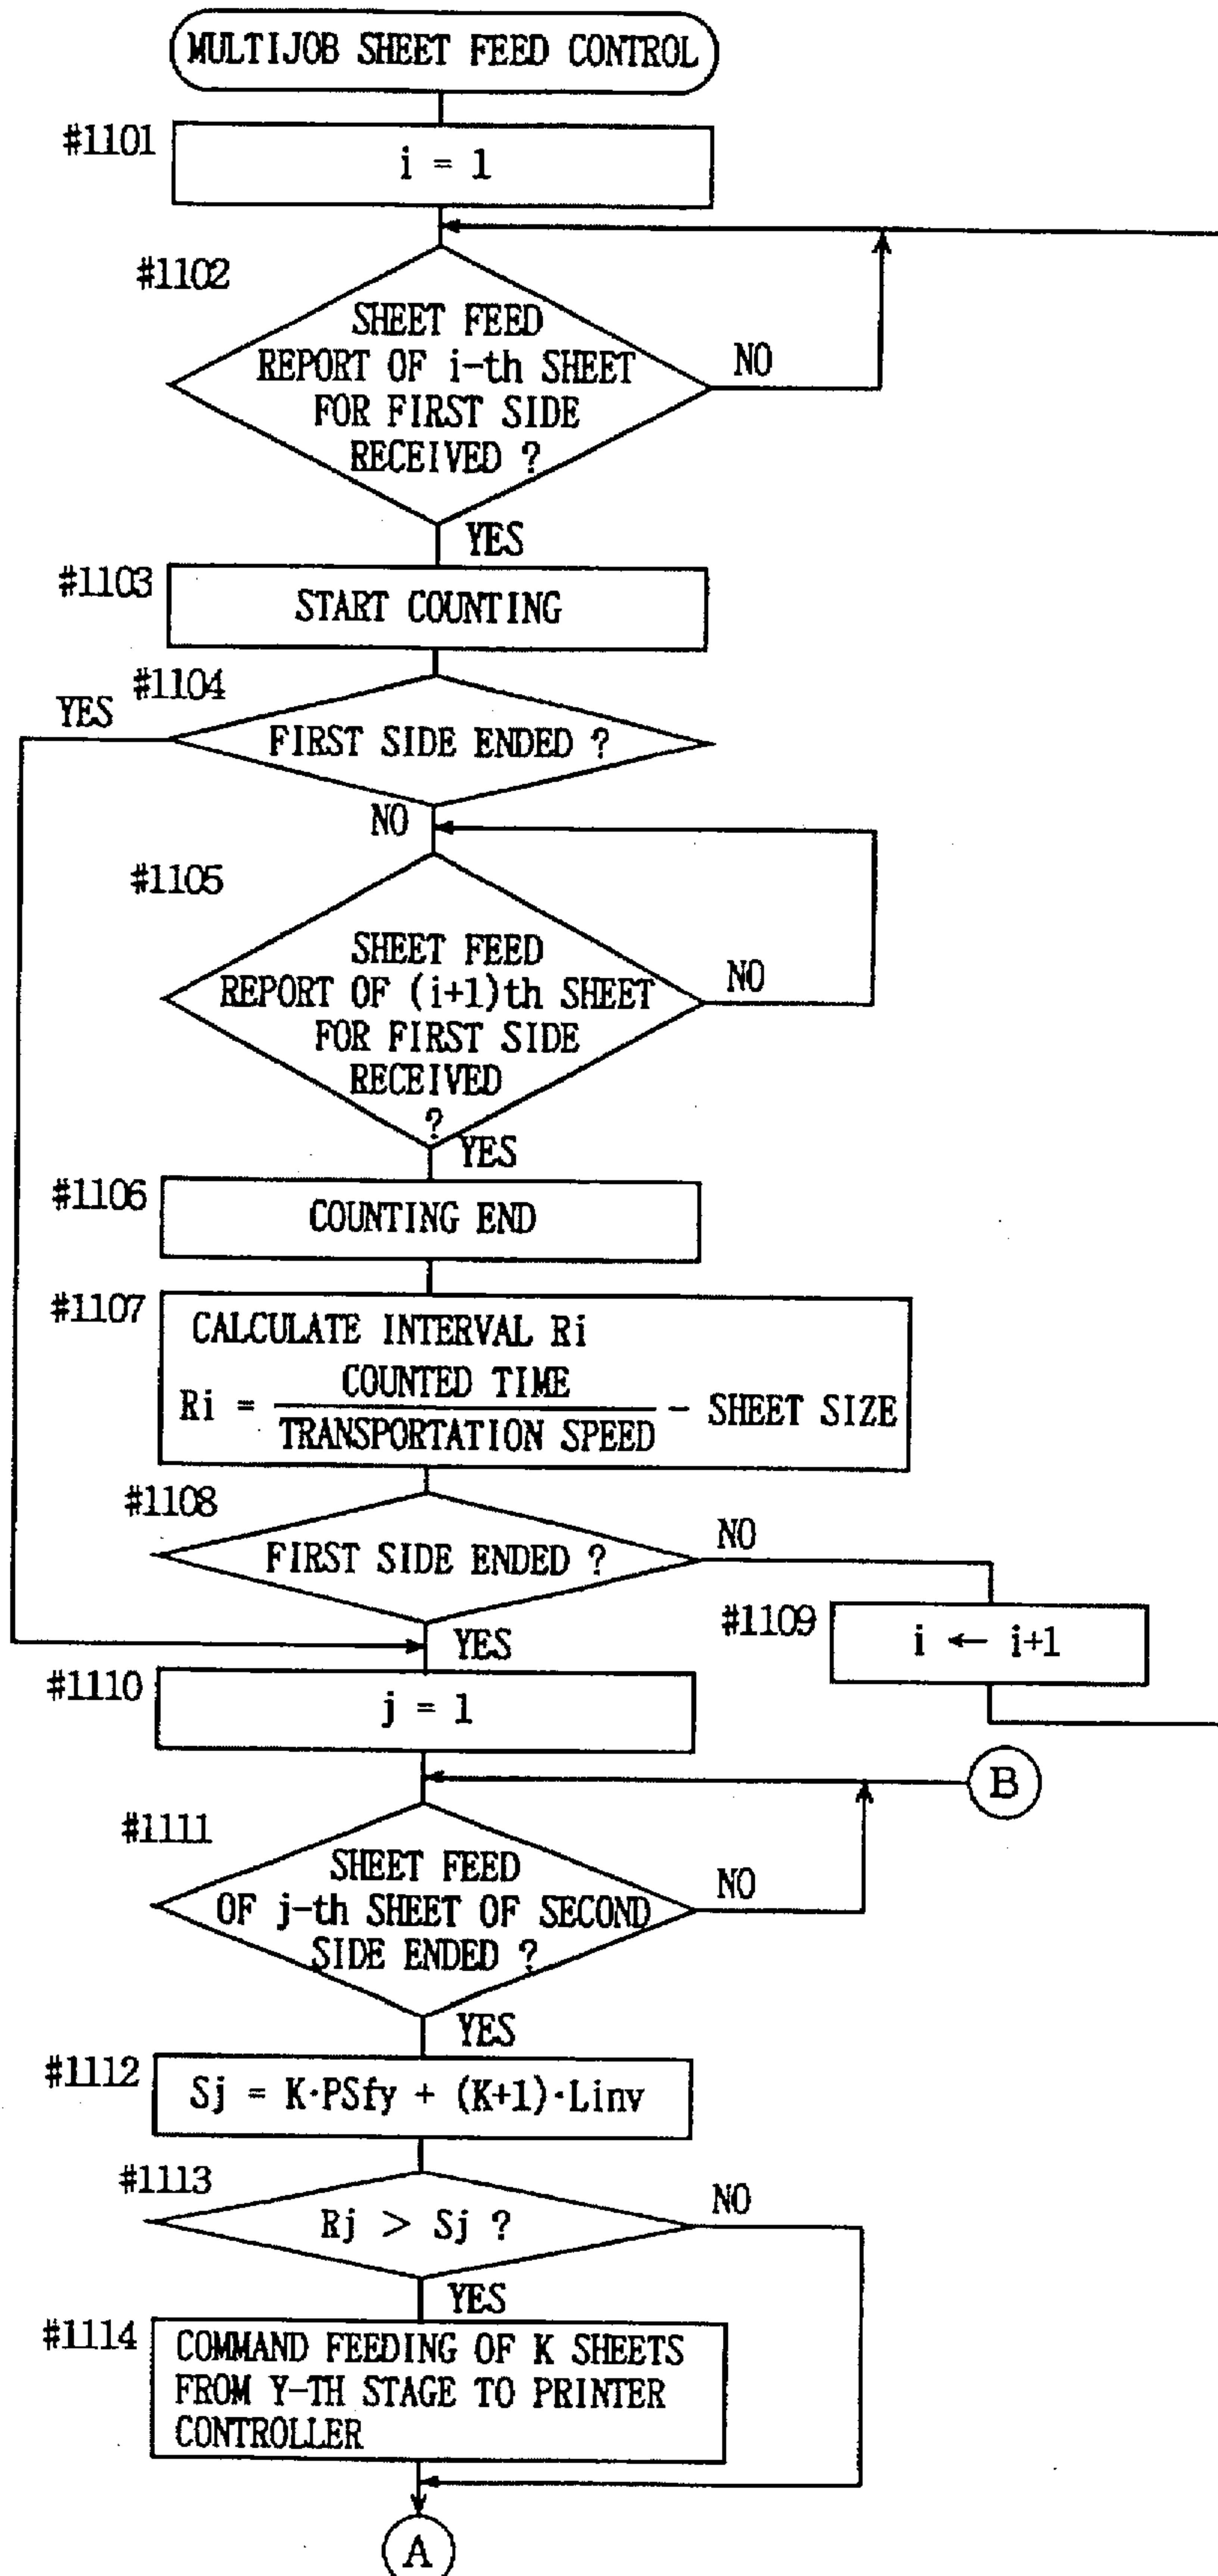 MULTIJOB SHEET FEED CONTROL
#1101
i = 1
#1102
SHEET FEED
REPORT OF i-th SHEET
FOR FIRST SIDE
RECEIVED ?
NO
YES
#1103
START COUNTING
#1104
YES
FIRST SIDE ENDED ?
NO
#1105
SHEET FEED
REPORT OF (i+1)th SHEET
FOR FIRST SIDE
RECEIVED
?
NO
YES
#1106
COUNTING END
#1107
CALCULATE INTERVAL Ri
COUNTED TIME
Ri = - SHEET SIZE
TRANSPORTATION SPEED
#1108
FIRST SIDE ENDED ?
NO
#1109
i ← i+1
YES
#1110
j = 1
B
#1111
SHEET FEED
OF j-th SHEET OF SECOND
SIDE ENDED ?
NO
YES
#1112
Sj = K·PSfy + (K+1)·Linv
#1113
Rj > Sj ?
NO
YES
#1114
COMMAND FEEDING OF K SHEETS
FROM Y-TH STAGE TO PRINTER
CONTROLLER
A